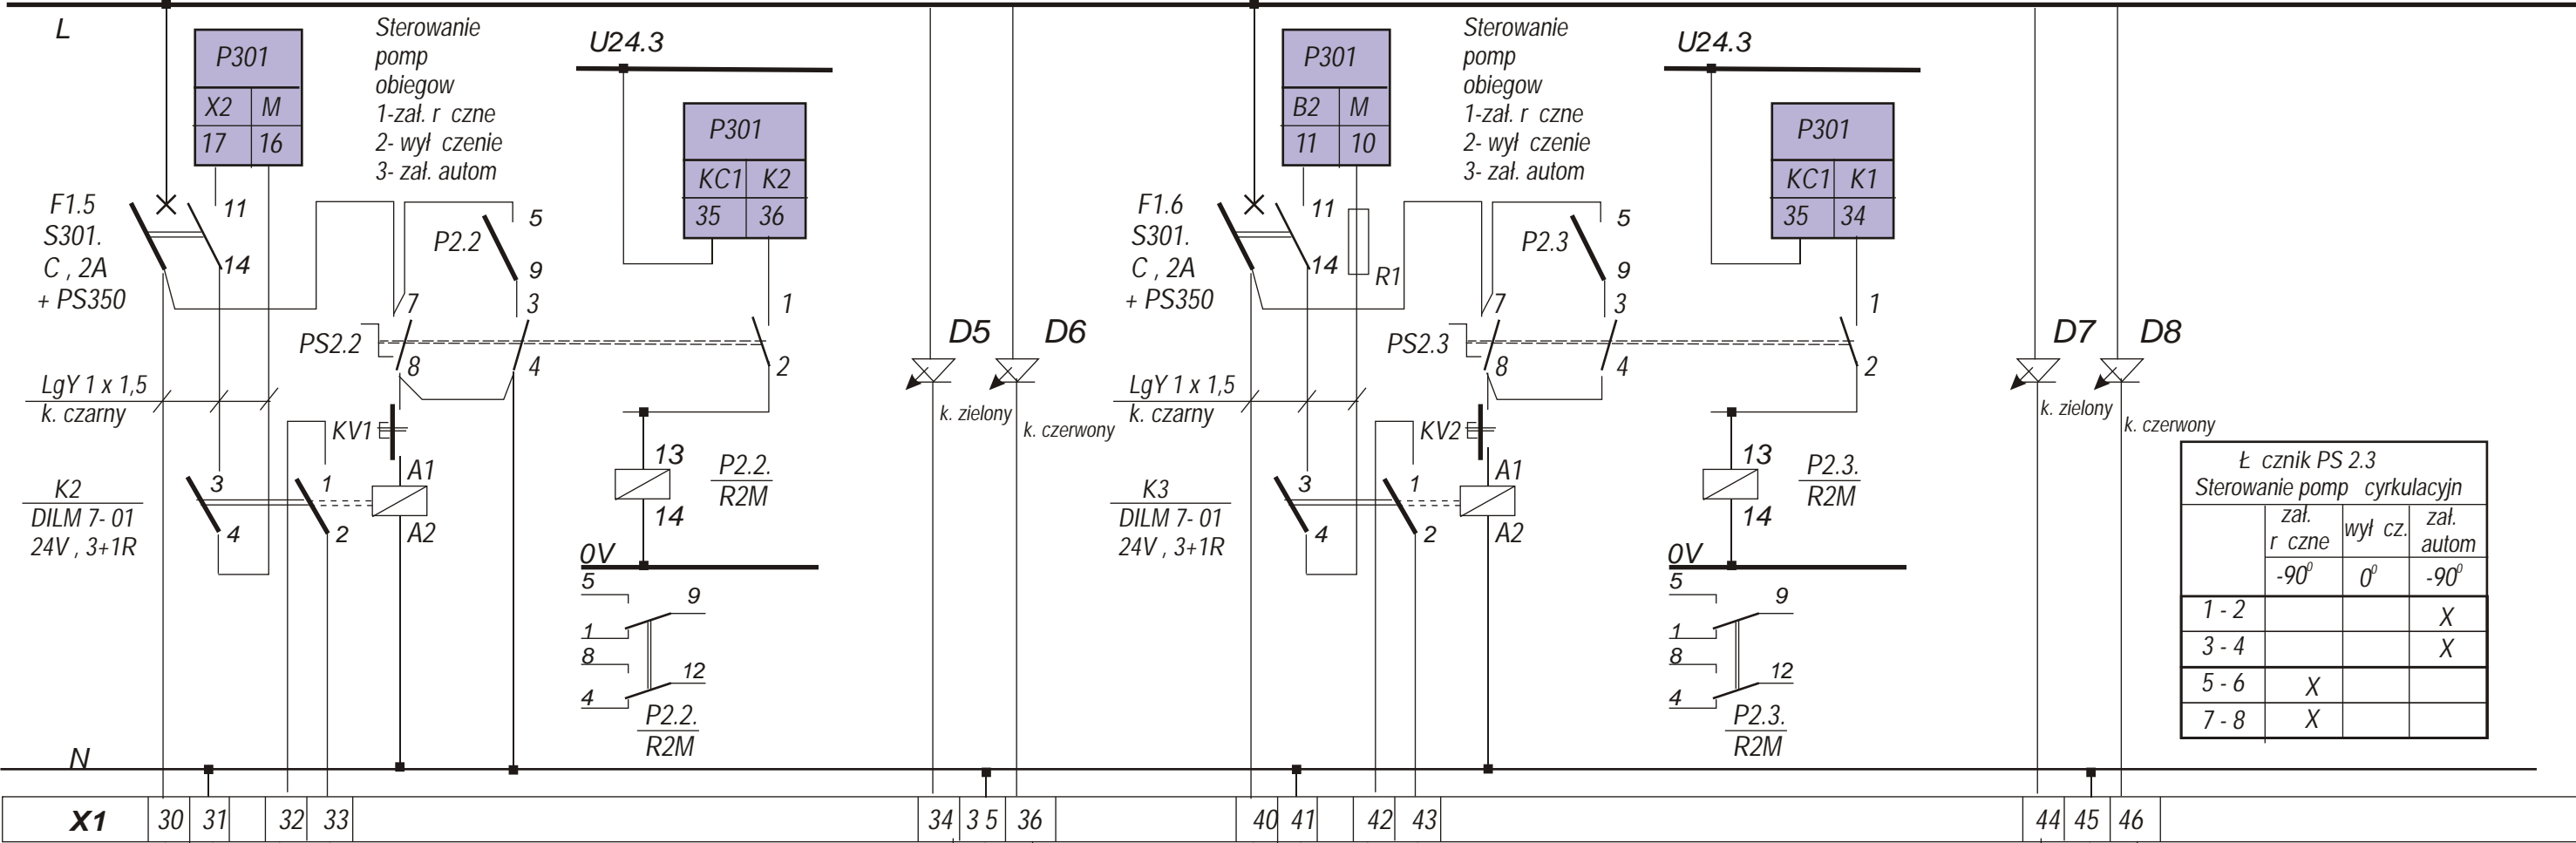 L
P301
X2 M
17 16
Sterowanie
pomp
obiegow
1-zał. r czne
2- wył czenie
3- zał. autom
U24.3
P301
KC1 K2
35 36
F1.5
S301.
C , 2A
+ PS350
11
14
P2.2
5
9
7
3
1
PS2.2
8
4
2
LgY 1 x 1,5
k. czarny
KV1
K2
DILM 7- 01
24V , 3+1R
3
4
1
2
A1
A2
13
14
P2.2.
R2M
0V
5
9
1
8
12
4
P2.2.
R2M
D5
k. zielony
D6
k. czerwony
P301
B2 M
11 10
Sterowanie
pomp
obiegow
1-zał. r czne
2- wył czenie
3- zał. autom
U24.3
P301
KC1 K1
35 34
F1.6
S301.
C , 2A
+ PS350
11
14
R1
P2.3
5
9
7
3
1
PS2.3
8
4
2
LgY 1 x 1,5
k. czarny
KV2
K3
DILM 7- 01
24V , 3+1R
3
4
1
2
A1
A2
13
14
P2.3.
R2M
0V
5
9
1
8
12
4
P2.3.
R2M
D7
k. zielony
D8
k. czerwony
Ł cznik PS 2.3
Sterowanie pomp cyrkulacyjn
zał. r czne wył cz. zał. autom
-90⁰ 0⁰ -90⁰
1 - 2 X
3 - 4 X
5 - 6 X
7 - 8 X
N
X1 30 31 32 33 34 3 5 36 40 41 42 43 44 45 46